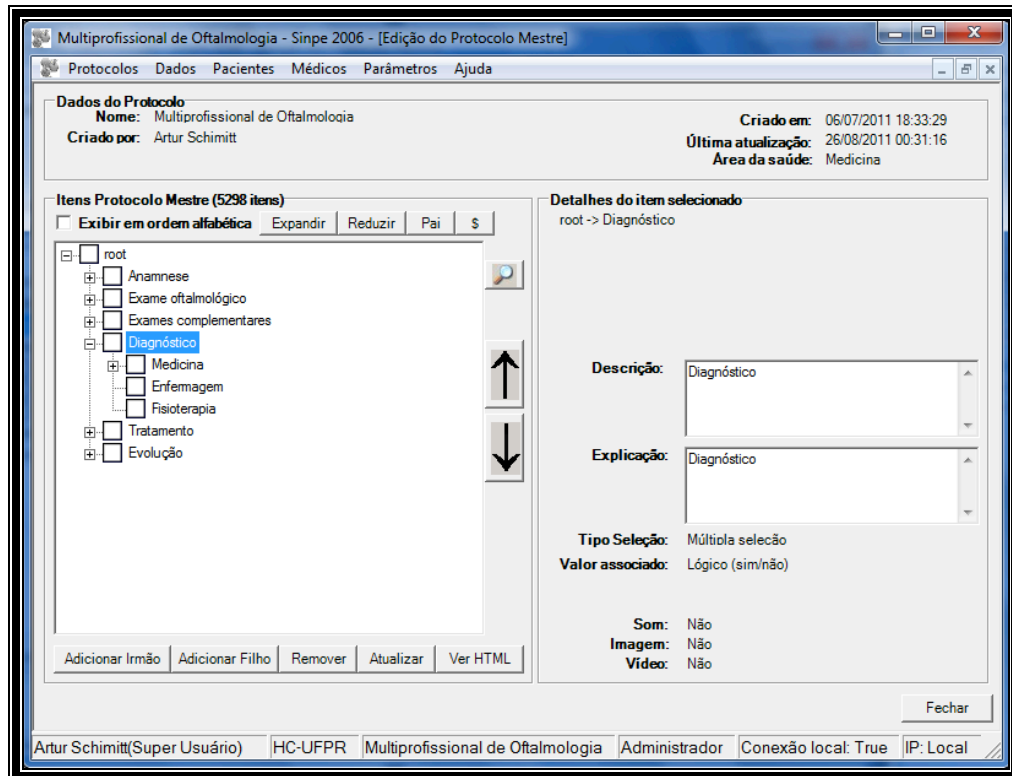 Multiprofissional de Oftalmologia - Sinpe 2006 - [Edição do Protocolo Mestre]
Protocolos Dados Pacientes Médicos Parâmetros Ajuda
Dados do Protocolo
Nome: Multiprofissional de Oftalmologia
Criado por: Artur Schimitt
Criado em: 06/07/2011 18:33:29
Última atualização: 26/08/2011 00:31:16
Área da saúde: Medicina
Itens Protocolo Mestre (5298 itens)
Exibir em ordem alfabética Expandir Reduzir Pai $
root
Anamnese
Exame oftalmológico
Exames complementares
Diagnóstico
Medicina
Enfermagem
Fisioterapia
Tratamento
Evolução
Adicionar Irmão Adicionar Filho Remover Atualizar Ver HTML
Detalhes do item selecionado
root -> Diagnóstico
Descrição: Diagnóstico
Explicação: Diagnóstico
Tipo Seleção: Múltipla selecão
Valor associado: Lógico (sim/não)
Som: Não
Imagem: Não
Vídeo: Não
Fechar
Artur Schimitt(Super Usuário) HC-UFPR Multiprofissional de Oftalmologia Administrador Conexão local: True IP: Local